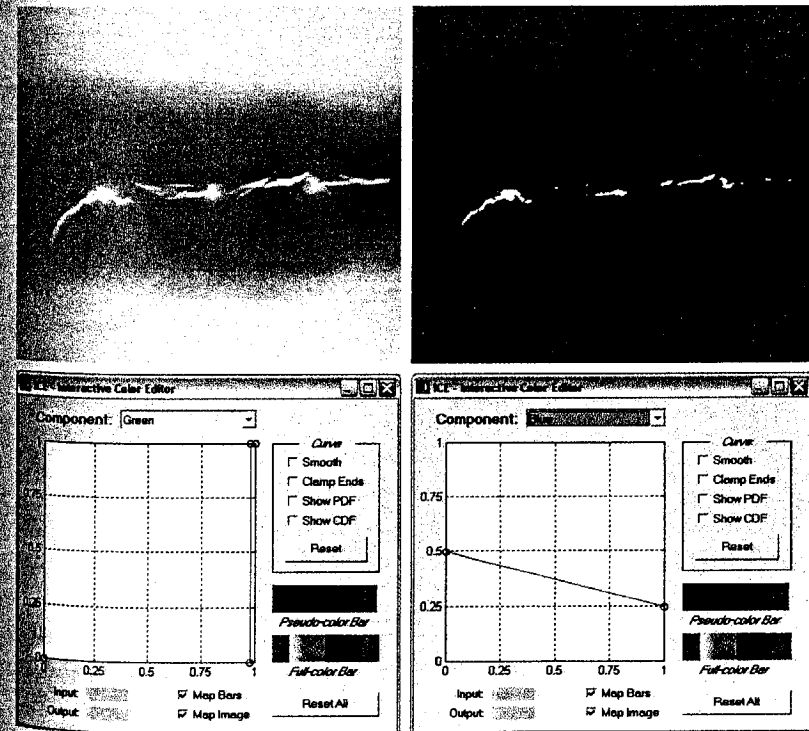 ICE - Interactive Color Editor
Component: Green
1
0.75
0.5
0.25
0
0.25
0.5
0.75
1
Curve
Smooth
Clamp Ends
Show PDF
Show CDF
Reset
Pseudo-color Bar
Full-color Bar
Input:
Output:
Map Bars
Map Image
Reset All
ICE - Interactive Color Editor
Component: Blue
1
0.75
0.5
0.25
0
0
0.25
0.5
0.75
1
Curve
Smooth
Clamp Ends
Show PDF
Show CDF
Reset
Pseudo-color Bar
Full-color Bar
Input:
Output:
Map Bars
Map Image
Reset All